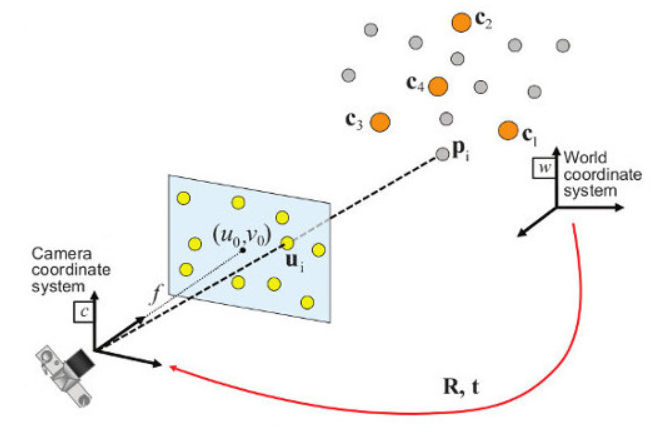 c₂
c₄
c₃
c₁
pᵢ
w
World
coordinate
system
(u₀,v₀)
uᵢ
Camera
coordinate
system
f
c
R, t